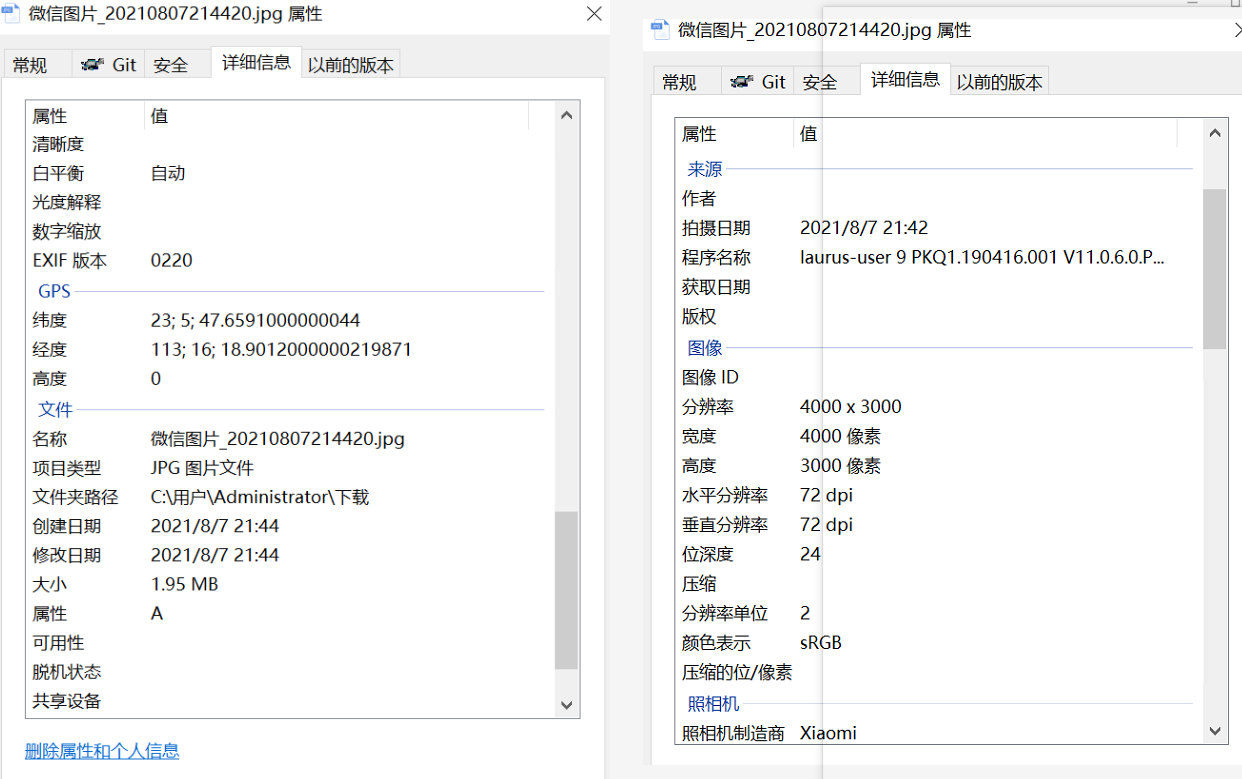 微信图片_20210807214420.jpg 属性
常规 Git 安全 详细信息 以前的版本
属性 值
清晰度
白平衡 自动
光度解释
数字缩放
EXIF 版本 0220
GPS
纬度 23; 5; 47.6591000000044
经度 113; 16; 18.9012000000219871
高度 0
文件
名称 微信图片_20210807214420.jpg
项目类型 JPG 图片文件
文件夹路径 C:\用户\Administrator\下载
创建日期 2021/8/7 21:44
修改日期 2021/8/7 21:44
大小 1.95 MB
属性 A
可用性
脱机状态
共享设备
删除属性和个人信息
微信图片_20210807214420.jpg 属性
常规 Git 安全 详细信息 以前的版本
属性 值
来源
作者
拍摄日期 2021/8/7 21:42
程序名称 laurus-user 9 PKQ1.190416.001 V11.0.6.0.P...
获取日期
版权
图像
图像 ID
分辨率 4000 x 3000
宽度 4000 像素
高度 3000 像素
水平分辨率 72 dpi
垂直分辨率 72 dpi
位深度 24
压缩
分辨率单位 2
颜色表示 sRGB
压缩的位/像素
照相机
照相机制造商 Xiaomi